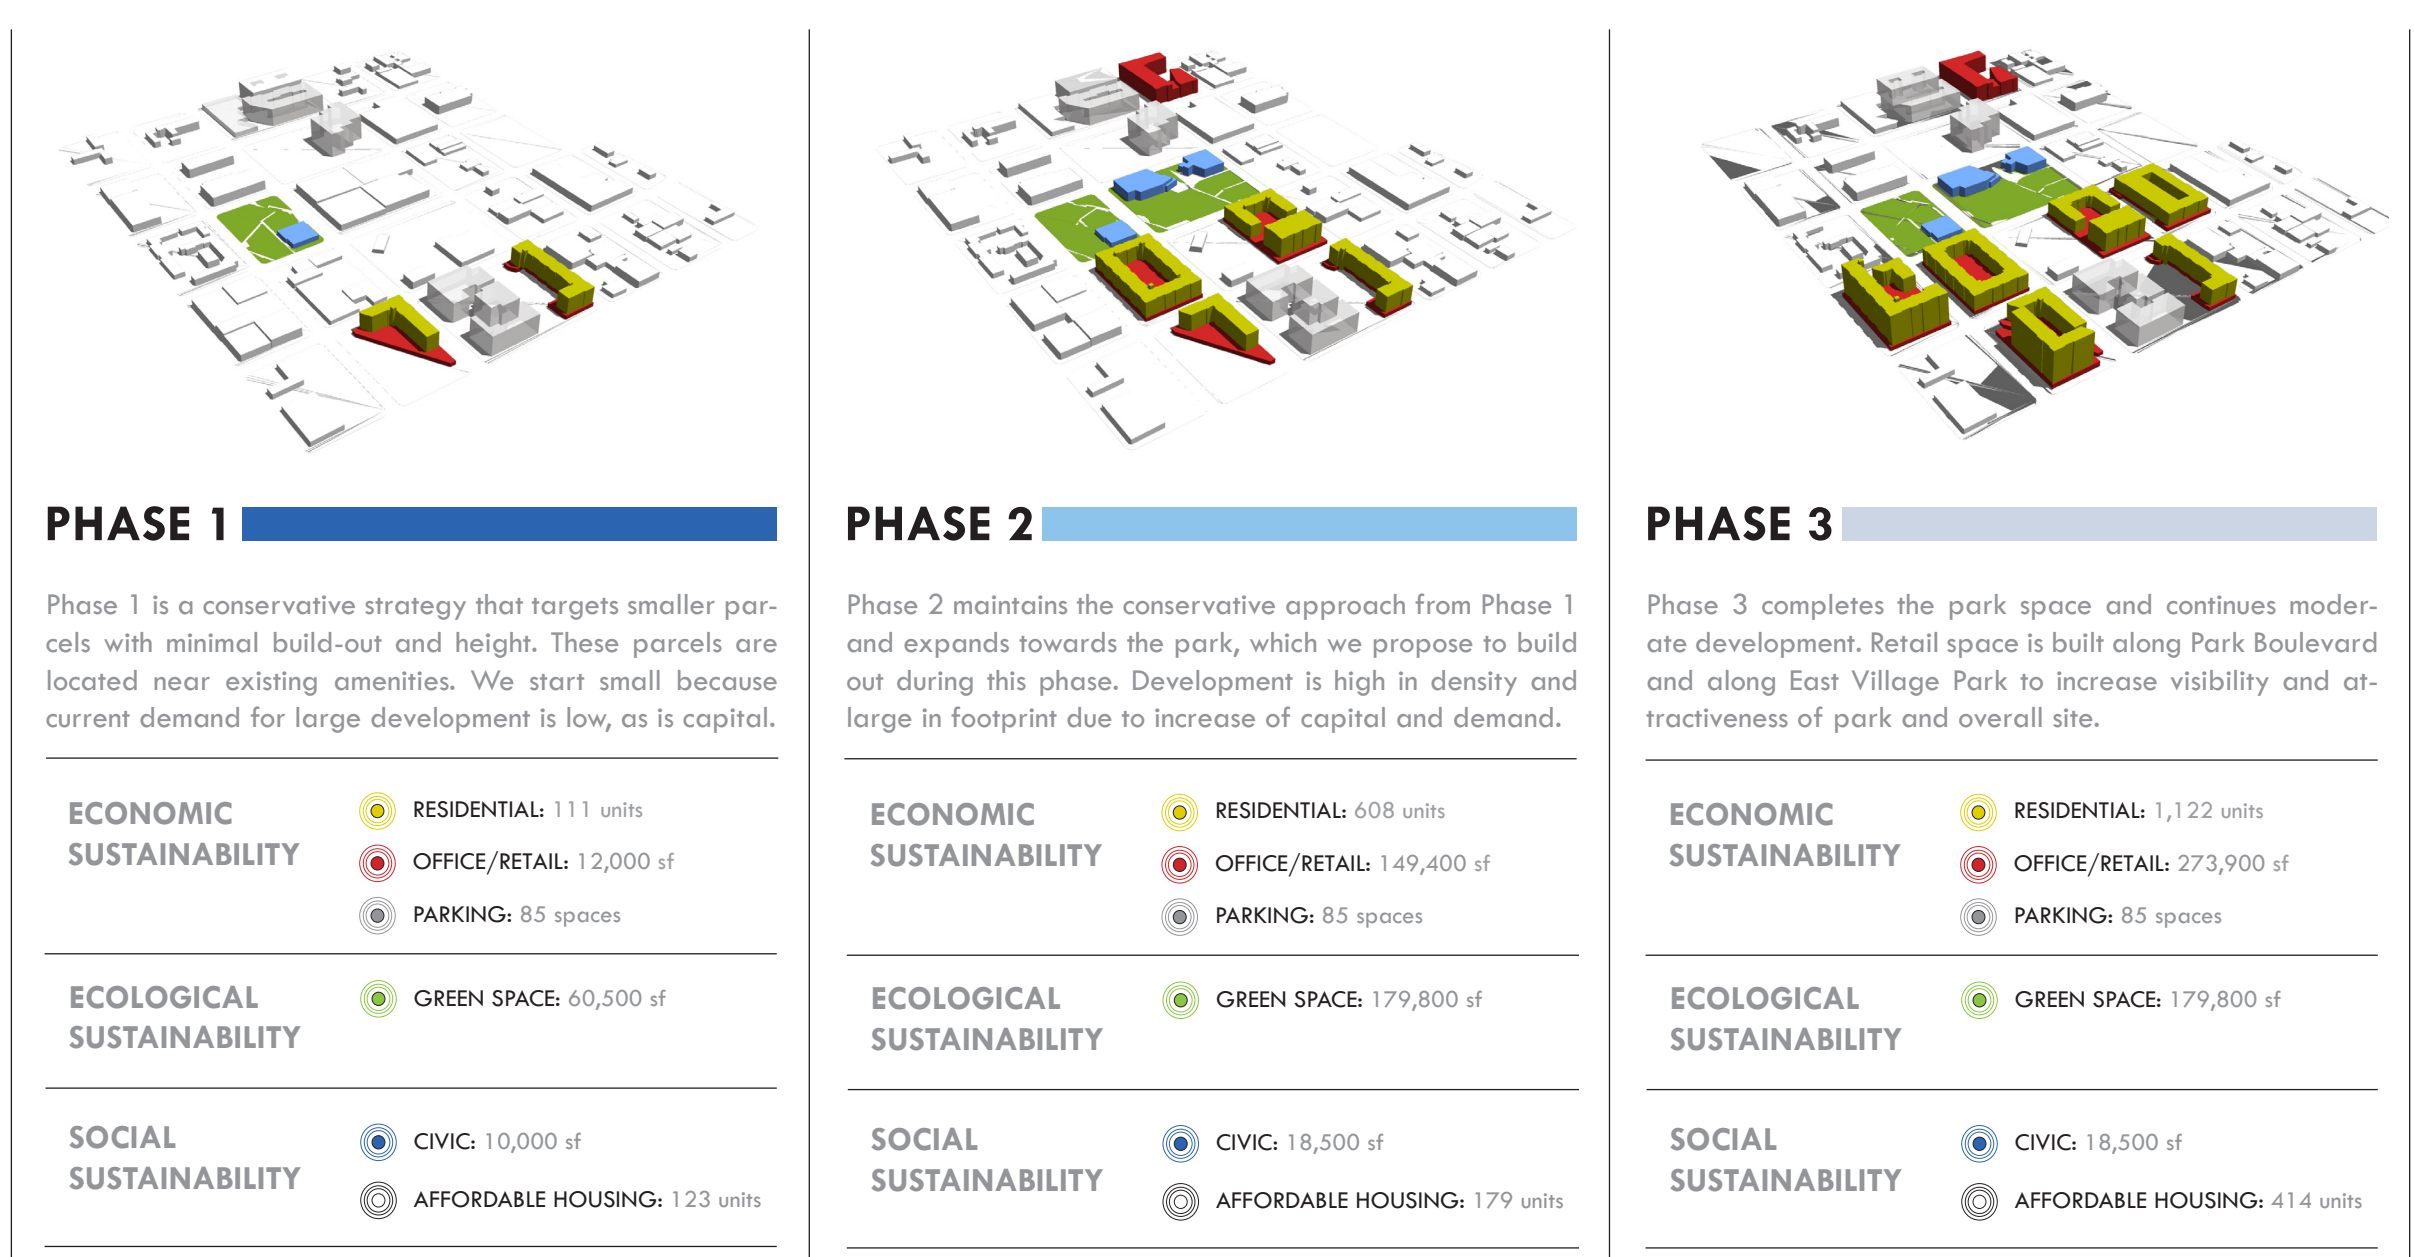 PHASE 1
Phase 1 is a conservative strategy that targets smaller par-
cels with minimal build-out and height. These parcels are
located near existing amenities. We start small because
current demand for large development is low, as is capital.
ECONOMIC
SUSTAINABILITY
RESIDENTIAL: 111 units
OFFICE/RETAIL: 12,000 sf
PARKING: 85 spaces
ECOLOGICAL
SUSTAINABILITY
GREEN SPACE: 60,500 sf
SOCIAL
SUSTAINABILITY
CIVIC: 10,000 sf
AFFORDABLE HOUSING: 123 units
PHASE 2
Phase 2 maintains the conservative approach from Phase 1
and expands towards the park, which we propose to build
out during this phase. Development is high in density and
large in footprint due to increase of capital and demand.
ECONOMIC
SUSTAINABILITY
RESIDENTIAL: 608 units
OFFICE/RETAIL: 149,400 sf
PARKING: 85 spaces
ECOLOGICAL
SUSTAINABILITY
GREEN SPACE: 179,800 sf
SOCIAL
SUSTAINABILITY
CIVIC: 18,500 sf
AFFORDABLE HOUSING: 179 units
PHASE 3
Phase 3 completes the park space and continues moder-
ate development. Retail space is built along Park Boulevard
and along East Village Park to increase visibility and at-
tractiveness of park and overall site.
ECONOMIC
SUSTAINABILITY
RESIDENTIAL: 1,122 units
OFFICE/RETAIL: 273,900 sf
PARKING: 85 spaces
ECOLOGICAL
SUSTAINABILITY
GREEN SPACE: 179,800 sf
SOCIAL
SUSTAINABILITY
CIVIC: 18,500 sf
AFFORDABLE HOUSING: 414 units